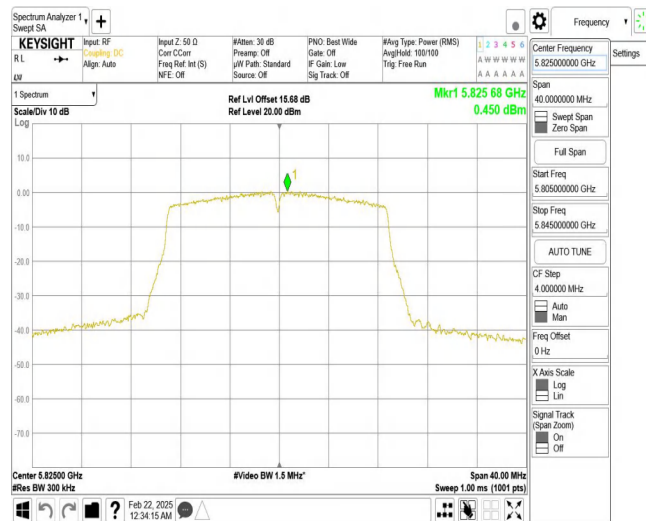 Spectrum Analyzer 1
Swept SA
+
Frequency
KEYSIGHT
R L
Input: RF
Coupling: DC
Align: Auto
Input Z: 50 Ω
Corr CCorr
Freq Ref: Int (S)
NFE: Off
#Atten: 30 dB
Preamp: Off
µW Path: Standard
Source: Off
PNO: Best Wide
Gate: Off
IF Gain: Low
Sig Track: Off
#Avg Type: Power (RMS)
Avg|Hold: 100/100
Trig: Free Run
1 2 3 4 5 6
A W W W W W
A A A A A A
1 Spectrum
Scale/Div 10 dB
Log
Ref Lvl Offset 15.68 dB
Ref Level 20.00 dBm
Mkr1 5.825 68 GHz
0.450 dBm
1
10.0
0.00
-10.0
-20.0
-30.0
-40.0
-50.0
-60.0
-70.0
Center 5.82500 GHz
#Res BW 300 kHz
#Video BW 1.5 MHz*
Span 40.00 MHz
Sweep 1.00 ms (1001 pts)
?
Feb 22, 2025
12:34:15 AM
Center Frequency
5.825000000 GHz
Settings
Span
40.0000000 MHz
Swept Span
Zero Span
Full Span
Start Freq
5.805000000 GHz
Stop Freq
5.845000000 GHz
AUTO TUNE
CF Step
4.000000 MHz
Auto
Man
Freq Offset
0 Hz
X Axis Scale
Log
Lin
Signal Track
(Span Zoom)
On
Off